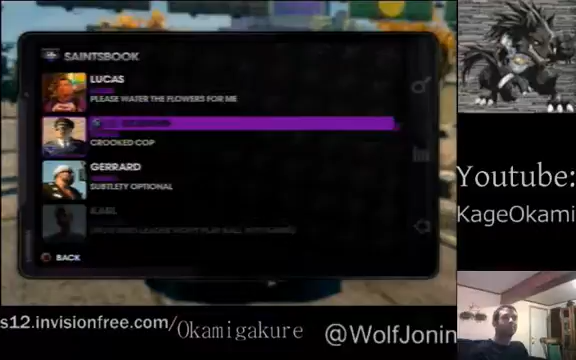 SAINTSBOOK
LUCAS
PLEASE WATER THE FLOWERS FOR ME
CROOKED COP
GERRARD
SUBTLETY OPTIONAL
BACK
Youtube:
KageOkami
s12.invisionfree.com/Okamigakure
@WolfJonin